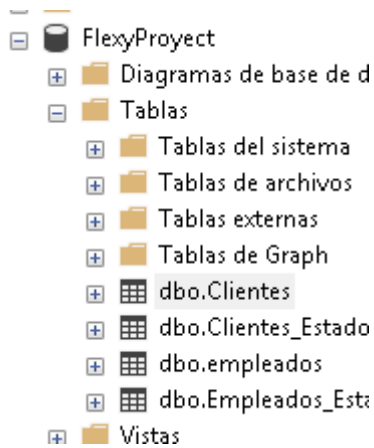 FlexyProyect
Diagramas de base de d
Tablas
Tablas del sistema
Tablas de archivos
Tablas externas
Tablas de Graph
dbo.Clientes
dbo.Clientes_Estado
dbo.empleados
dbo.Empleados_Esta
Vistas